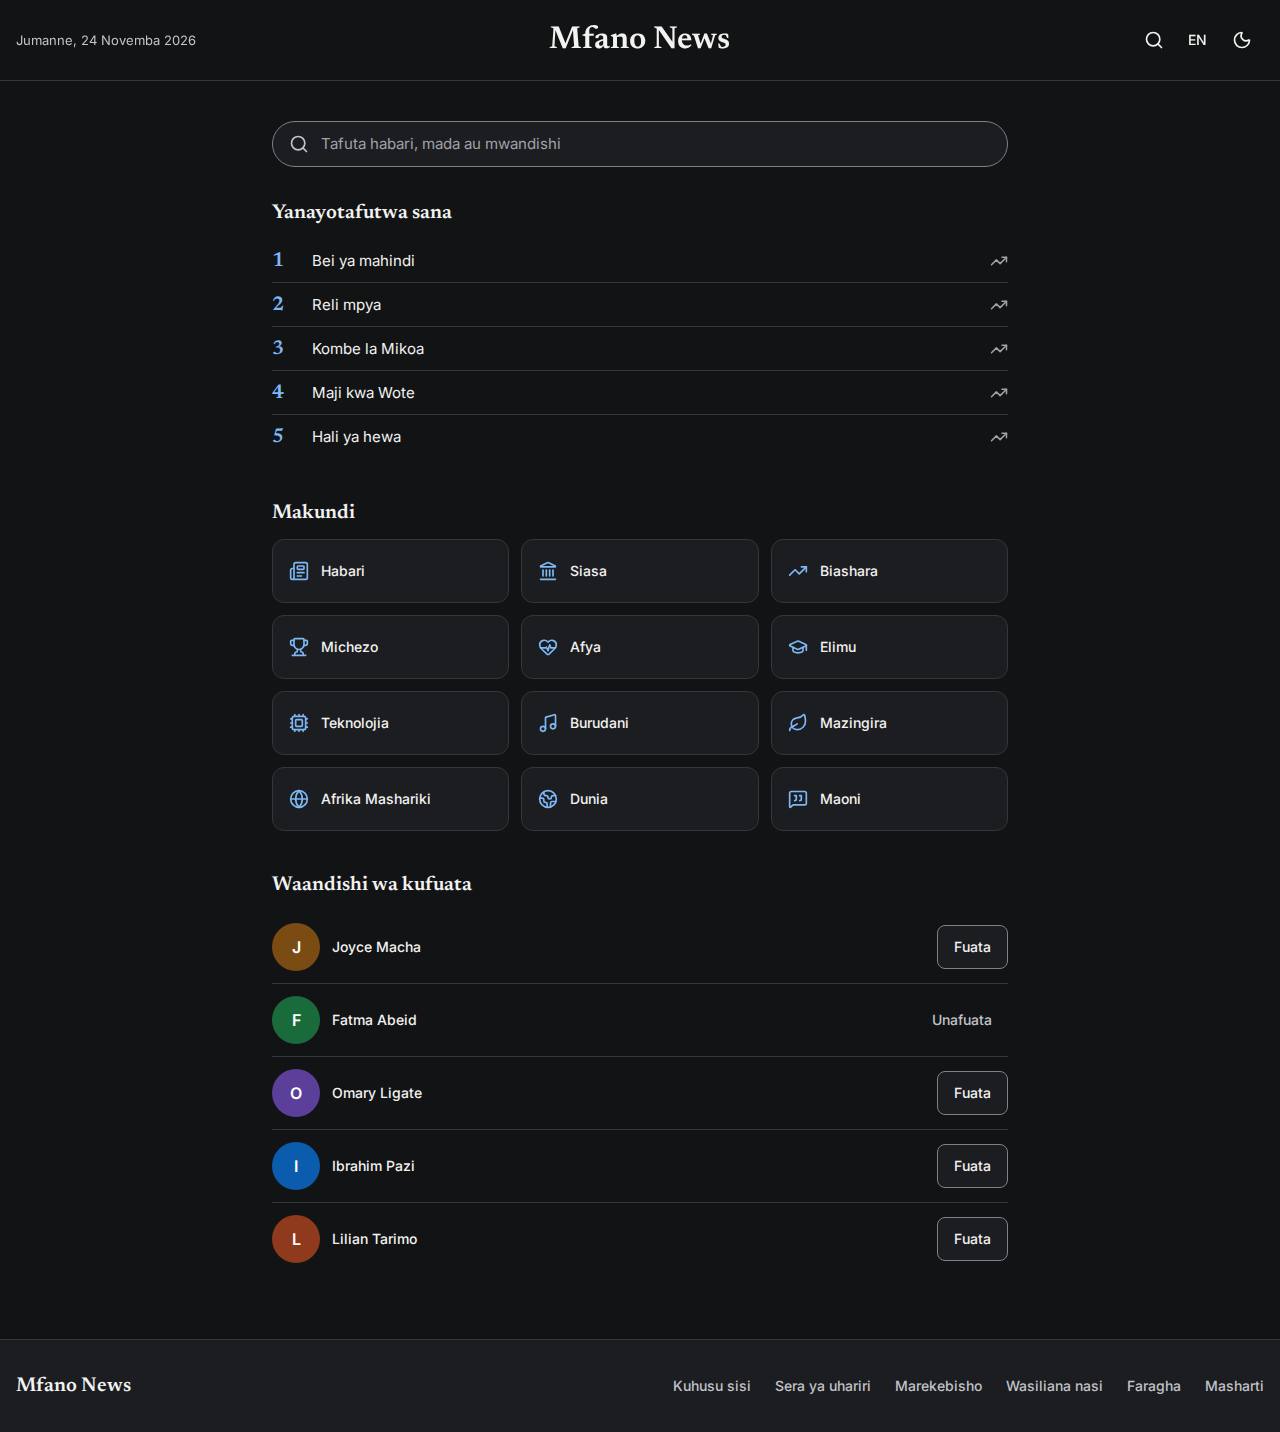 Jumanne, 24 Novemba 2026
Mfano News
EN
Tafuta habari, mada au mwandishi
Yanayotafutwa sana
1 Bei ya mahindi
2 Reli mpya
3 Kombe la Mikoa
4 Maji kwa Wote
5 Hali ya hewa
Makundi
Habari
Siasa
Biashara
Michezo
Afya
Elimu
Teknolojia
Burudani
Mazingira
Afrika Mashariki
Dunia
Maoni
Waandishi wa kufuata
J Joyce Macha Fuata
F Fatma Abeid Unafuata
O Omary Ligate Fuata
I Ibrahim Pazi Fuata
L Lilian Tarimo Fuata
Mfano News
Kuhusu sisi Sera ya uhariri Marekebisho Wasiliana nasi Faragha Masharti